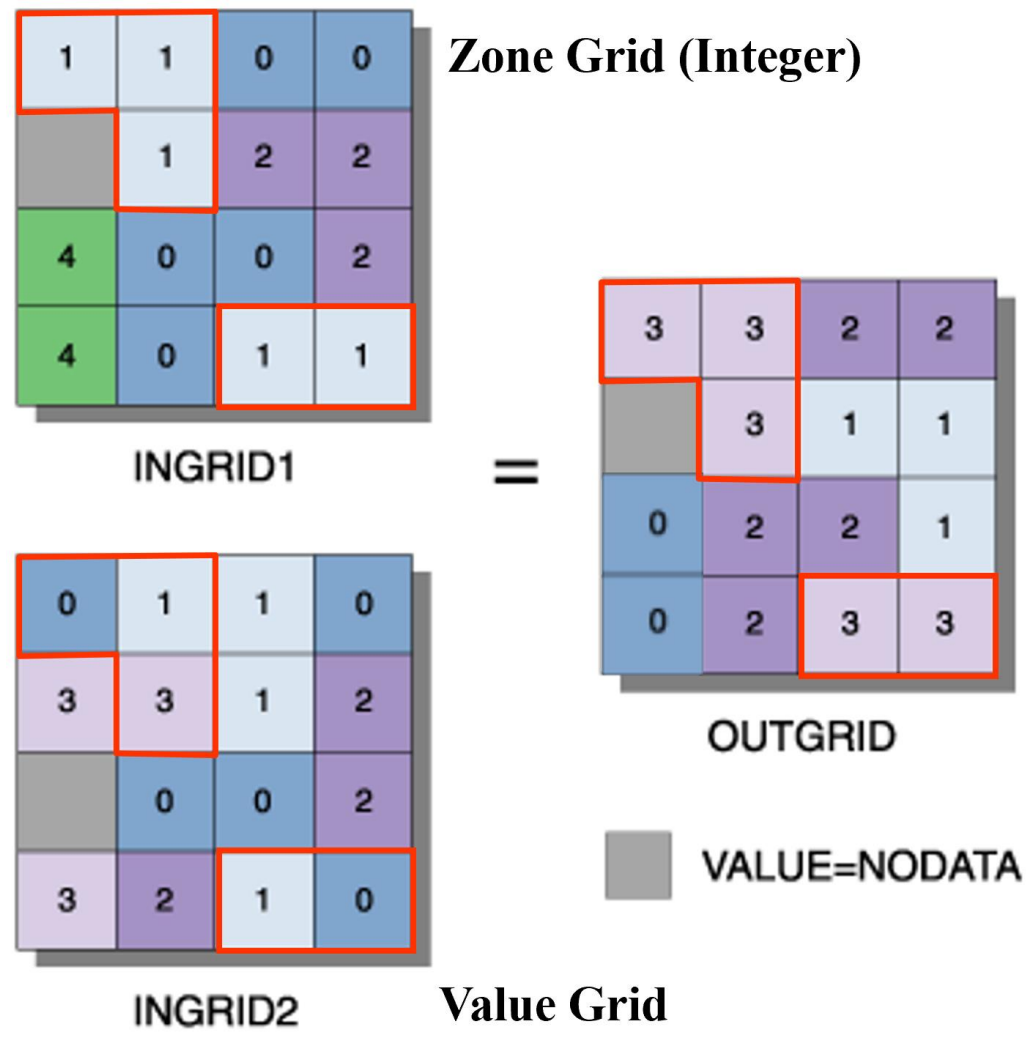 1 1 0 0
Zone Grid (Integer)
1 2 2
4 0 0 2
4 0 1 1
INGRID1
=
3 3 2 2
3 1 1
0 2 2 1
0 2 3 3
OUTGRID
0 1 1 0
3 3 1 2
0 0 2
3 2 1 0
INGRID2
Value Grid
VALUE=NODATA